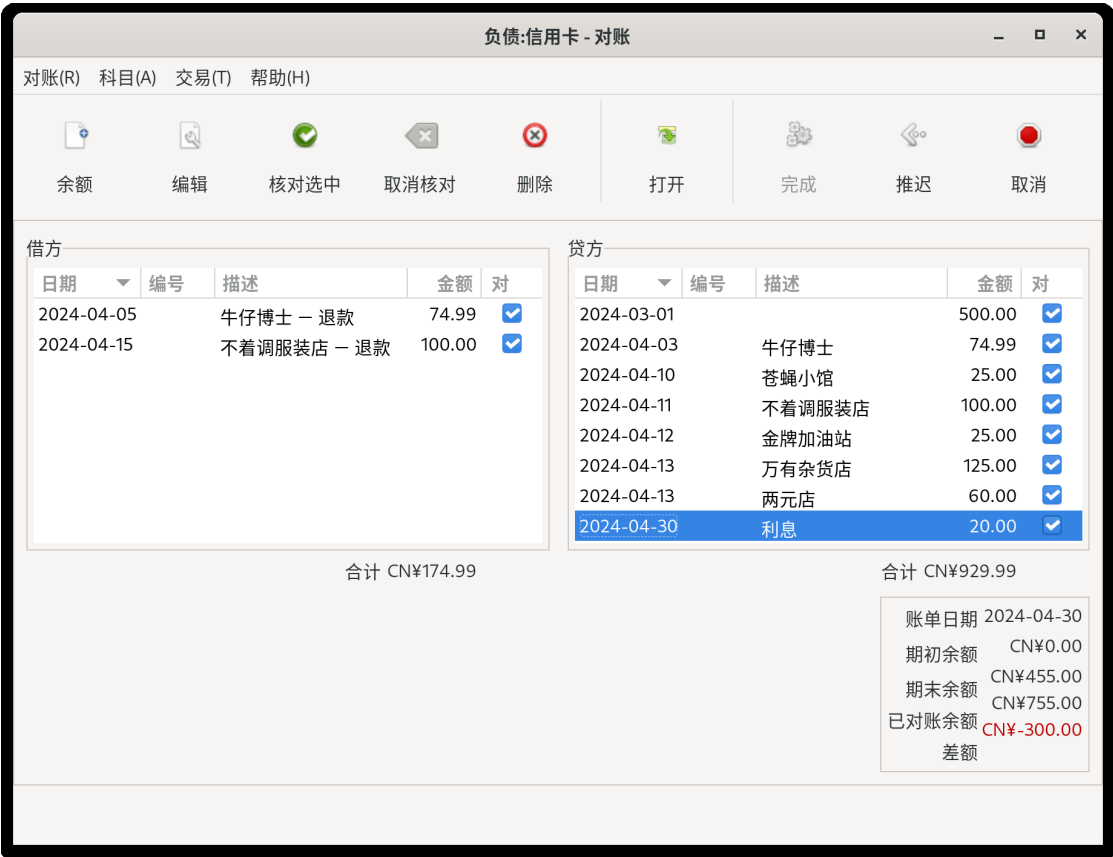 负债:信用卡 - 对账
对账(R) 科目(A) 交易(T) 帮助(H)
余额 编辑 核对选中 取消核对 删除 打开 完成 推迟 取消
借方
日期 编号 描述 金额 对
2024-04-05 牛仔博士 — 退款 74.99
2024-04-15 不着调服装店 — 退款 100.00
合计 CN¥174.99
贷方
日期 编号 描述 金额 对
2024-03-01 500.00
2024-04-03 牛仔博士 74.99
2024-04-10 苍蝇小馆 25.00
2024-04-11 不着调服装店 100.00
2024-04-12 金牌加油站 25.00
2024-04-13 万有杂货店 125.00
2024-04-13 两元店 60.00
2024-04-30 利息 20.00
合计 CN¥929.99
账单日期 2024-04-30
期初余额 CN¥0.00
期末余额 CN¥455.00
已对账余额 CN¥755.00
差额 CN¥-300.00